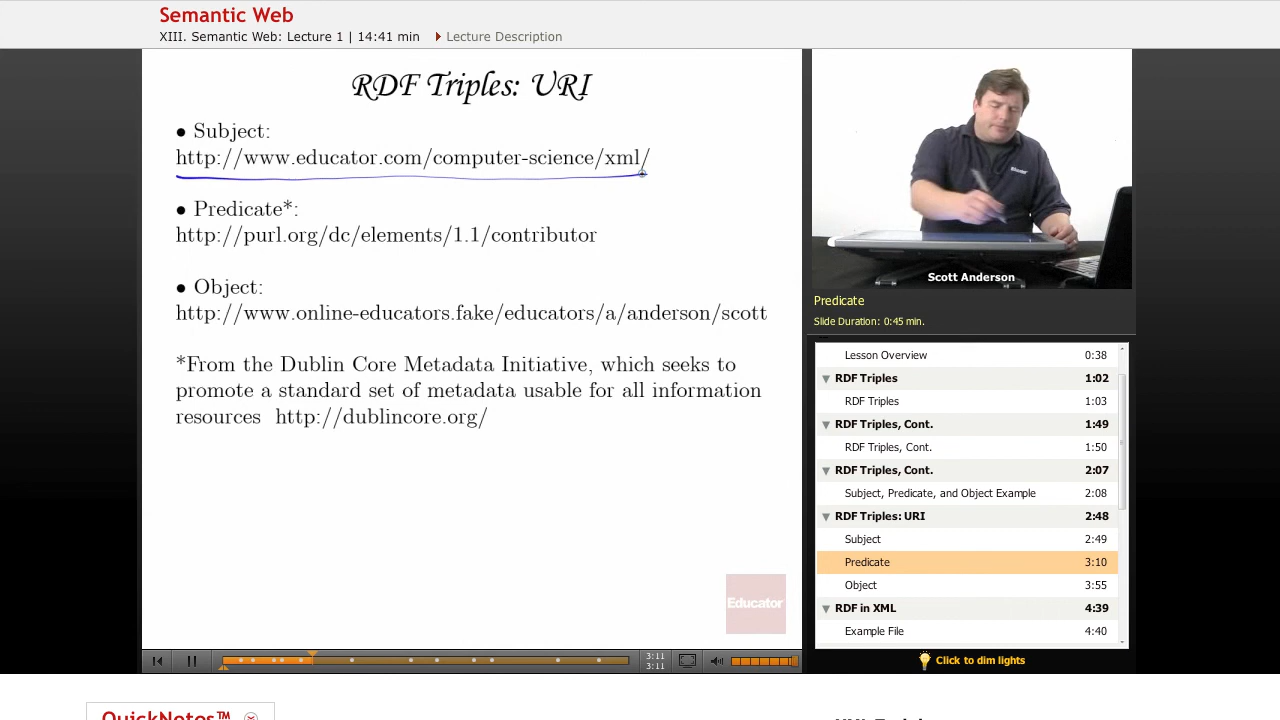 Semantic Web
XIII. Semantic Web: Lecture 1 | 14:41 min
Lecture Description
RDF Triples: URI
• Subject:
http://www.educator.com/computer-science/xml/
• Predicate*:
http://purl.org/dc/elements/1.1/contributor
• Object:
http://www.online-educators.fake/educators/a/anderson/scott
*From the Dublin Core Metadata Initiative, which seeks to
promote a standard set of metadata usable for all information
resources http://dublincore.org/
Educator
3:11
3:11
Scott Anderson
Predicate
Slide Duration: 0:45 min.
Lesson Overview 0:38
RDF Triples 1:02
RDF Triples 1:03
RDF Triples, Cont. 1:49
RDF Triples, Cont. 1:50
RDF Triples, Cont. 2:07
Subject, Predicate, and Object Example 2:08
RDF Triples: URI 2:48
Subject 2:49
Predicate 3:10
Object 3:55
RDF in XML 4:39
Example File 4:40
Click to dim lights
QuickNotes™